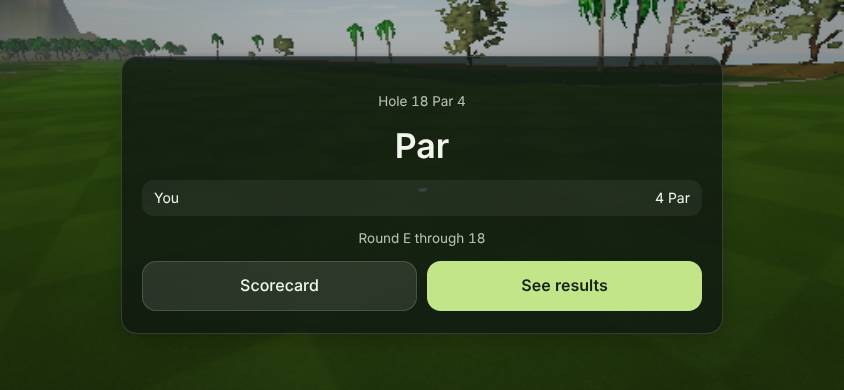 Hole 18 Par 4
Par
You 4 Par
Round E through 18
Scorecard See results